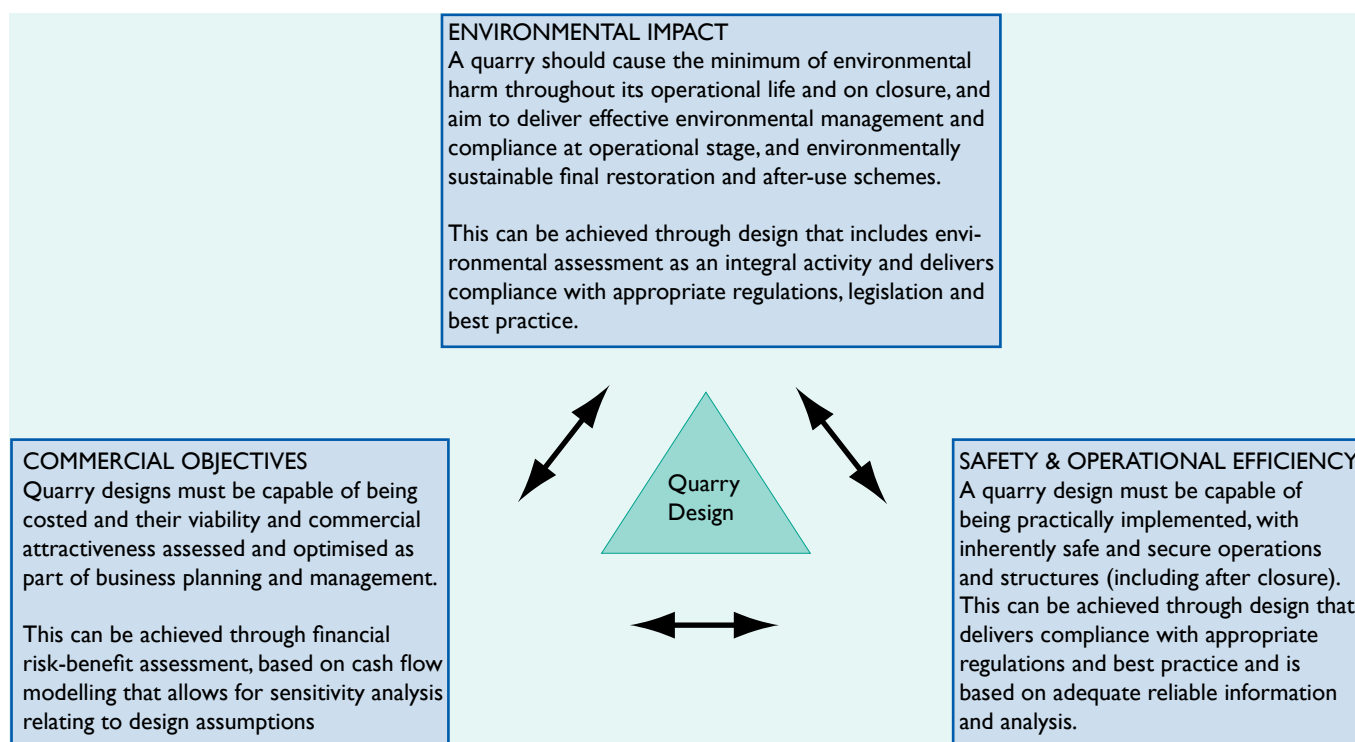 ENVIRONMENTAL IMPACT
A quarry should cause the minimum of environmental
harm throughout its operational life and on closure, and
aim to deliver effective environmental management and
compliance at operational stage, and environmentally
sustainable final restoration and after-use schemes.
This can be achieved through design that includes envi-
ronmental assessment as an integral activity and delivers
compliance with appropriate regulations, legislation and
best practice.
Quarry
Design
COMMERCIAL OBJECTIVES
Quarry designs must be capable of being
costed and their viability and commercial
attractiveness assessed and optimised as
part of business planning and management.
This can be achieved through financial
risk-benefit assessment, based on cash flow
modelling that allows for sensitivity analysis
relating to design assumptions
SAFETY & OPERATIONAL EFFICIENCY
A quarry design must be capable of
being practically implemented, with
inherently safe and secure operations
and structures (including after closure).
This can be achieved through design that
delivers compliance with appropriate
regulations and best practice and is
based on adequate reliable information
and analysis.